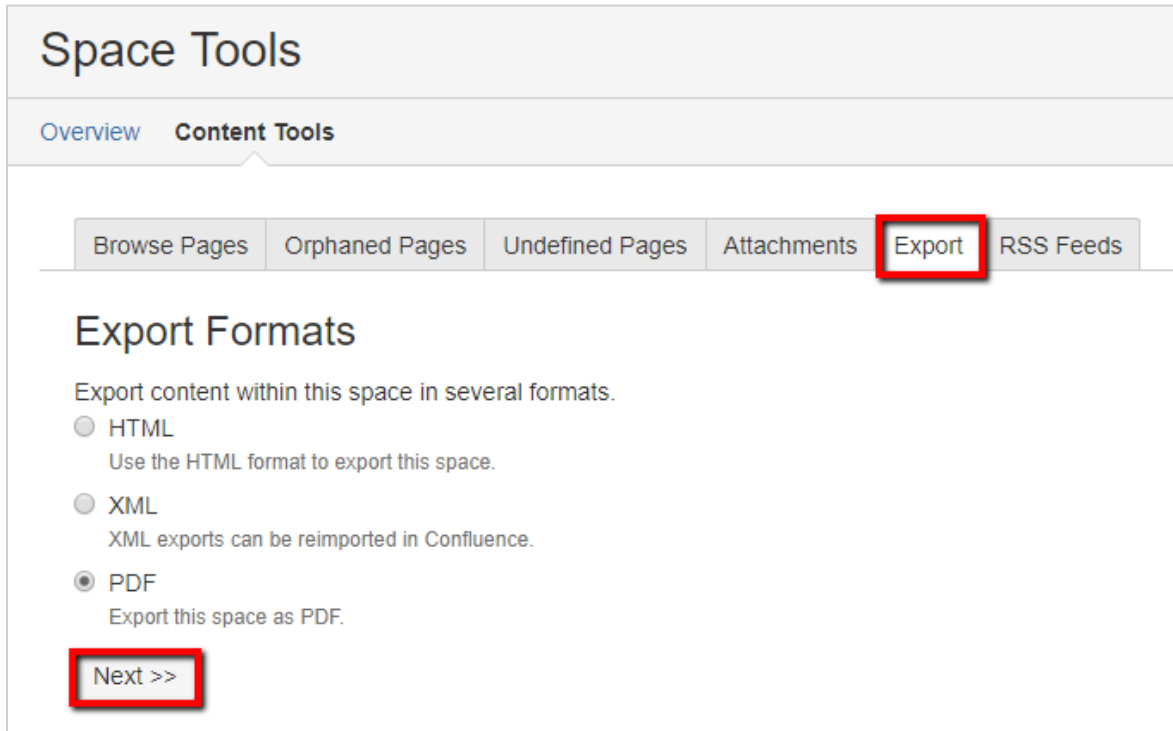 Space Tools
Overview Content Tools
Browse Pages Orphaned Pages Undefined Pages Attachments Export RSS Feeds
Export Formats
Export content within this space in several formats.
HTML
Use the HTML format to export this space.
XML
XML exports can be reimported in Confluence.
PDF
Export this space as PDF.
Next >>